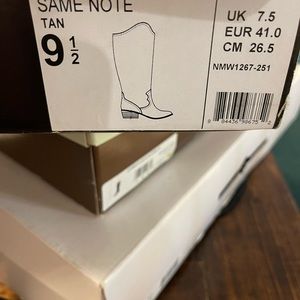 SAME NOTE
TAN
9 1/2
UK 7.5
EUR 41.0
CM 26.5
NMW1267-251